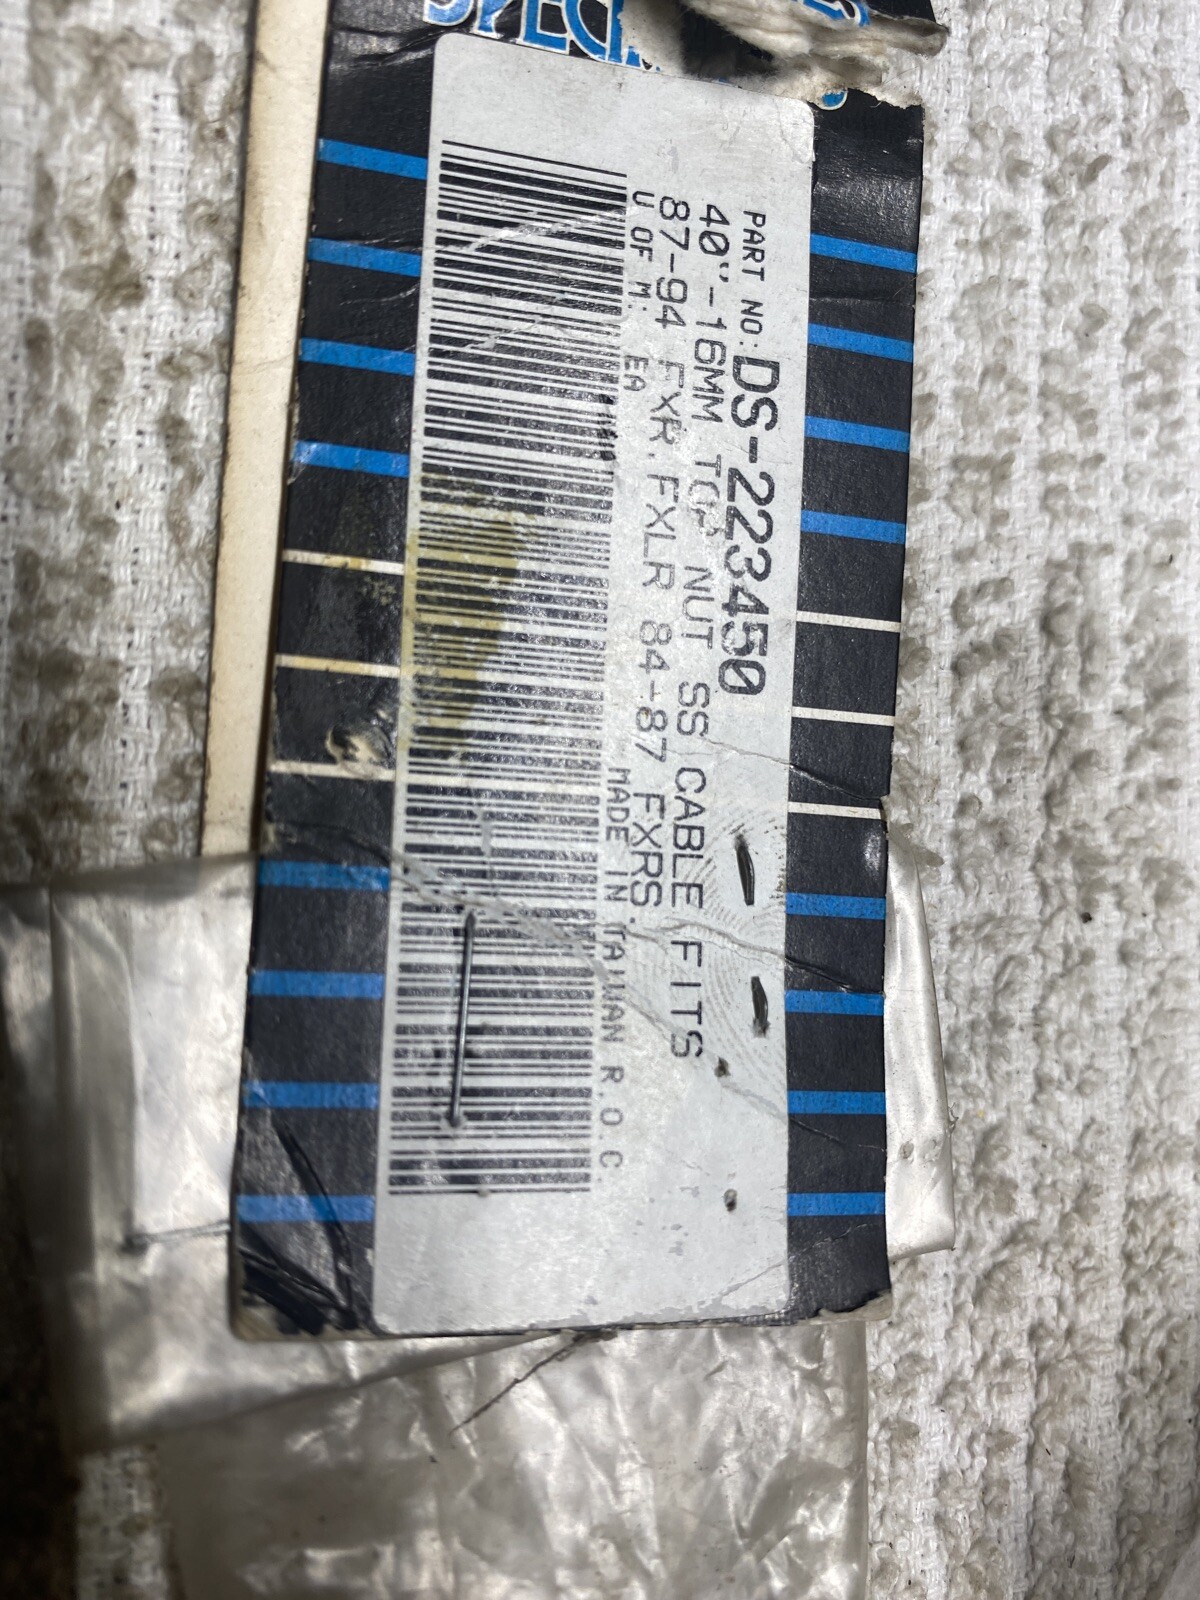 PART NO: DS-223450
40"-16MM TOP NUT SS CABLE FITS
87-94 FXR, FXLR 84-87 FXRS.
U OF M: EA MADE IN TAIWAN R.O.C